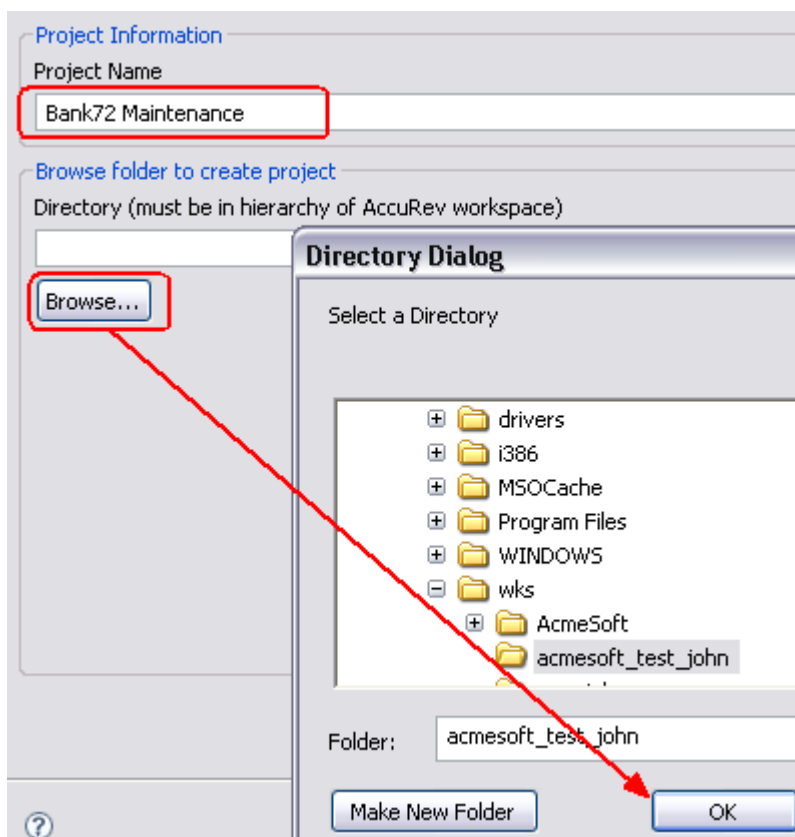 Project Information
Project Name
Bank72 Maintenance
Browse folder to create project
Directory (must be in hierarchy of AccuRev workspace)
Browse...
Directory Dialog
Select a Directory
drivers
i386
MSOCache
Program Files
WINDOWS
wks
AcmeSoft
acmesoft_test_john
Folder: acmesoft_test_john
Make New Folder OK
?